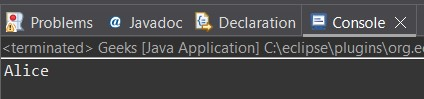 Problems @ Javadoc Declaration Console
<terminated> Geeks [Java Application] C:\eclipse\plugins\org.e
Alice